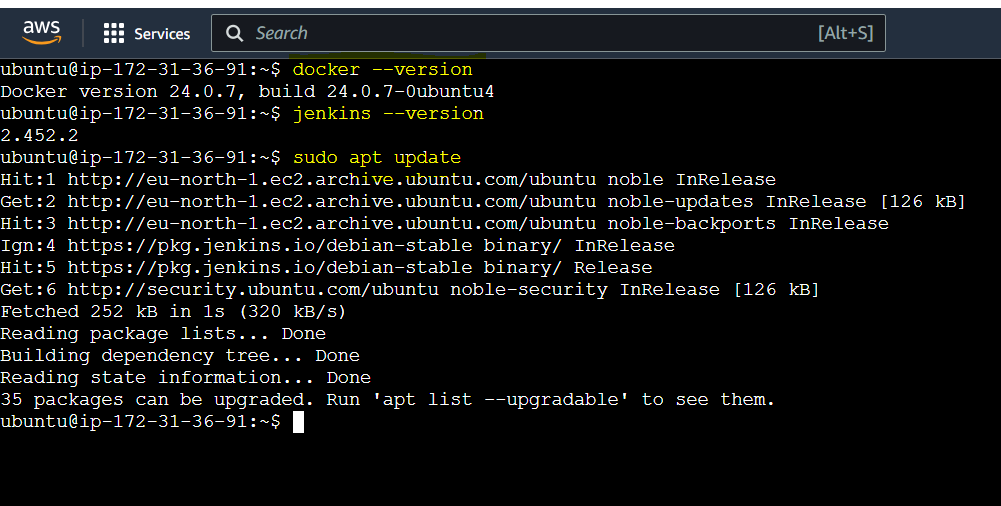 aws Services Search [Alt+S]
ubuntu@ip-172-31-36-91:~$ docker --version
Docker version 24.0.7, build 24.0.7-0ubuntu4
ubuntu@ip-172-31-36-91:~$ jenkins --version
2.452.2
ubuntu@ip-172-31-36-91:~$ sudo apt update
Hit:1 http://eu-north-1.ec2.archive.ubuntu.com/ubuntu noble InRelease
Get:2 http://eu-north-1.ec2.archive.ubuntu.com/ubuntu noble-updates InRelease [126 kB]
Hit:3 http://eu-north-1.ec2.archive.ubuntu.com/ubuntu noble-backports InRelease
Ign:4 https://pkg.jenkins.io/debian-stable binary/ InRelease
Hit:5 https://pkg.jenkins.io/debian-stable binary/ Release
Get:6 http://security.ubuntu.com/ubuntu noble-security InRelease [126 kB]
Fetched 252 kB in 1s (320 kB/s)
Reading package lists... Done
Building dependency tree... Done
Reading state information... Done
35 packages can be upgraded. Run 'apt list --upgradable' to see them.
ubuntu@ip-172-31-36-91:~$